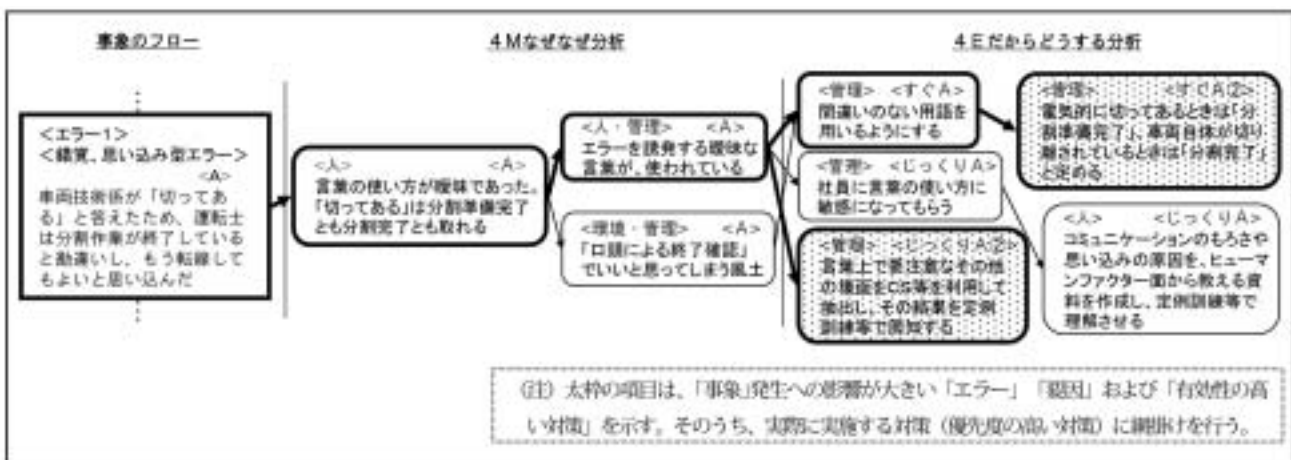 事象のフロー
4Mなぜなぜ分析
4Eだからどうする分析
<エラー1>
<錯覚、思い込み型エラー>
<A>
車両技術係が「切ってあ
る」と答えたため、運転士
は分割作業が終了している
と勘違いし、もう転線して
もよいと思い込んだ
<人> <A>
言葉の使い方が曖昧であった。
「切ってある」は分割準備完了
とも分割完了とも取れる
<人・管理> <A>
エラーを誘発する曖昧な
言葉が、使われている
<環境・管理> <A>
「口頭による終了確認」
でいいと思ってしまう風土
<管理> <すぐA>
間違いのない用語を
用いるようにする
<管理> <じっくりA>
社員に言葉の使い方に
敏感になってもらう
<管理> <じっくりA②>
言葉上で要注意なその他
の場面をCS等を利用して
抽出し、その結果を定例
訓練等で周知する
<管理> <すぐA②>
電気的に切ってあるときは「分
割準備完了」、車両自体が切り
離されているときは「分割完了」
と定める
<人> <じっくりA>
コミュニケーションのもろさや
思い込みの原因を、ヒューマ
ンファクター面から教える資
料を作成し、定例訓練等で
理解させる
(注) 太枠の項目は、「事象」発生への影響が大きい「エラー」「要因」および「有効性の高
い対策」を示す。そのうち、実際に実施する対策（優先度の高い対策）に網掛けを行う。